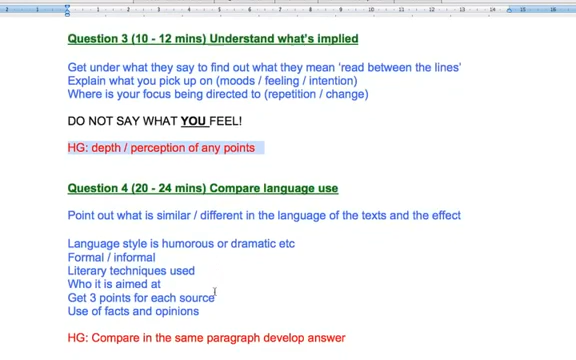 Question 3 (10 - 12 mins) Understand what's implied
Get under what they say to find out what they mean 'read between the lines'
Explain what you pick up on (moods / feeling / intention)
Where is your focus being directed to (repetition / change)
DO NOT SAY WHAT YOU FEEL!
HG: depth / perception of any points
Question 4 (20 - 24 mins) Compare language use
Point out what is similar / different in the language of the texts and the effect
Language style is humorous or dramatic etc
Formal / informal
Literary techniques used
Who it is aimed at
Get 3 points for each source
Use of facts and opinions
HG: Compare in the same paragraph develop answer